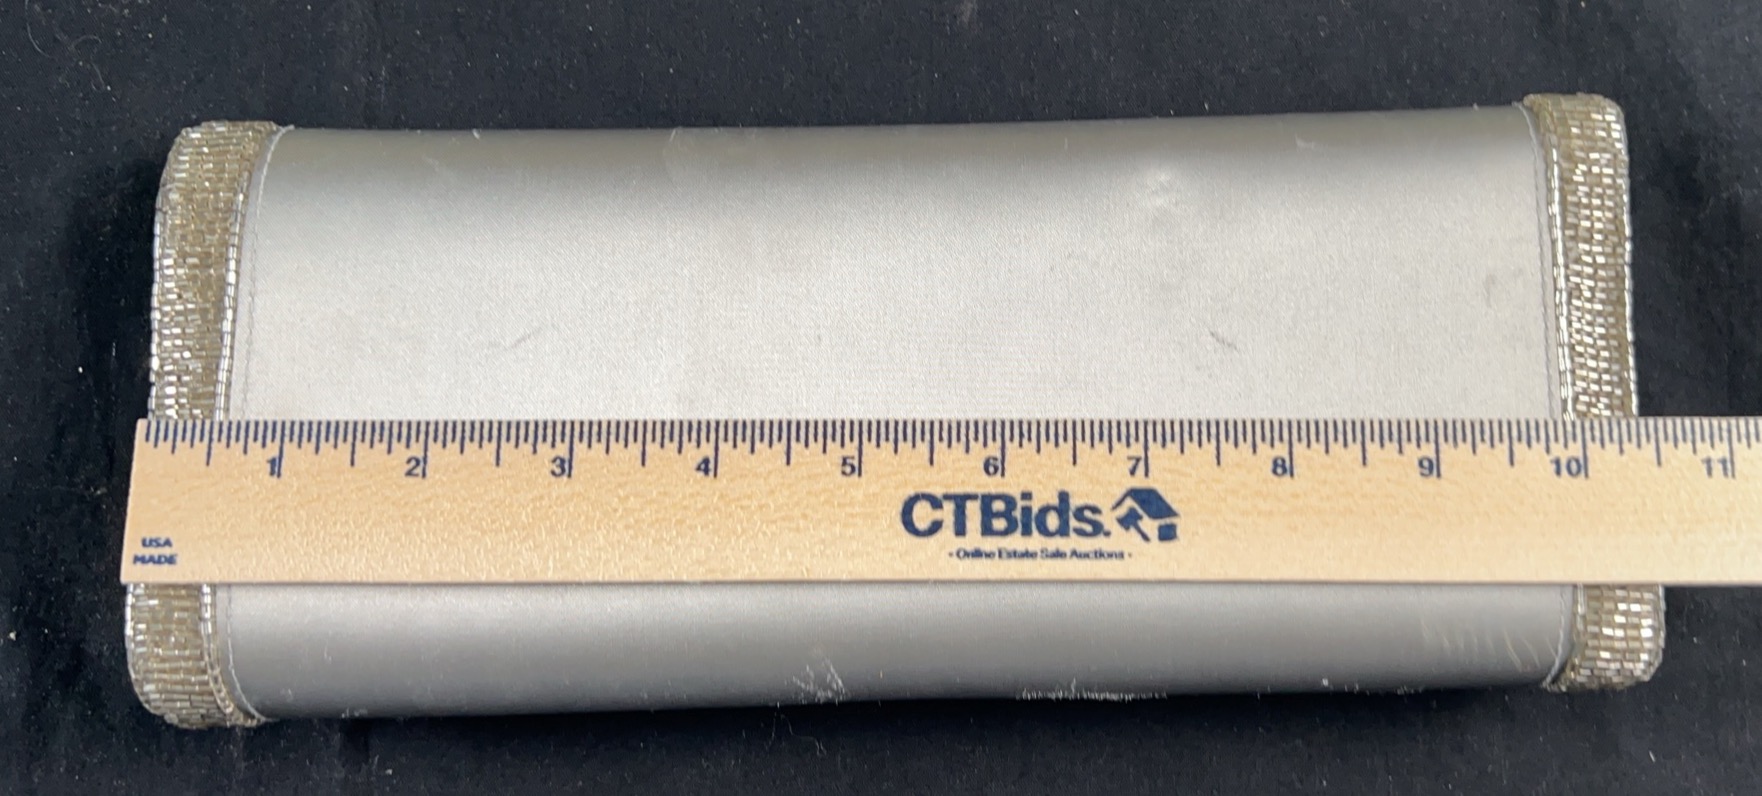 1 2 3 4 5 6 7 8 9 10 11
CTBids.
- Online Estate Sale Auctions -
USA
MADE